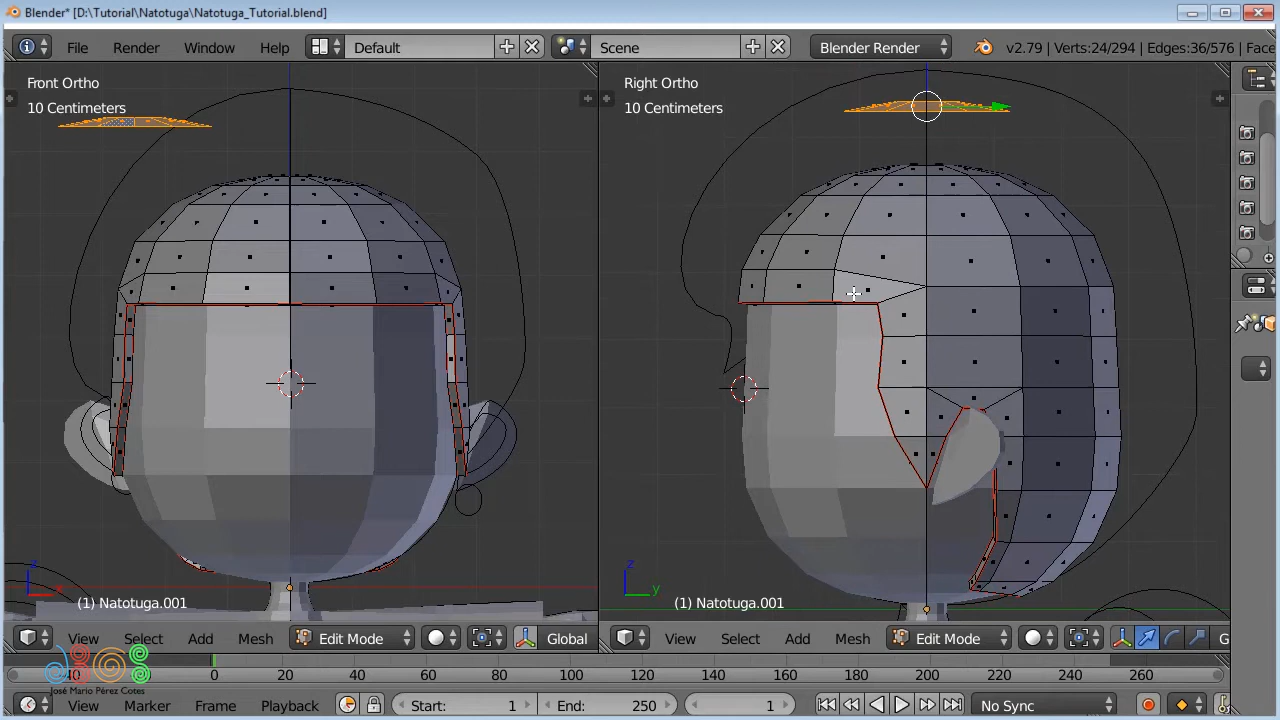 Blender* [D:\Tutorial\Natotuga\Natotuga_Tutorial.blend]
File Render Window Help Default Scene Blender Render v2.79 | Verts:24/294 | Edges:36/576 | Face
Front Ortho
10 Centimeters
Right Ortho
10 Centimeters
z
x
(1) Natotuga.001
z
y
(1) Natotuga.001
View Select Add Mesh Edit Mode Global
View Select Add Mesh Edit Mode G
40 0 20 40 60 80 100 120 140 160 180 200 220 240 260
José Mario Pérez Cotes
View Marker Frame Playback Start: 1 End: 250 1 No Sync